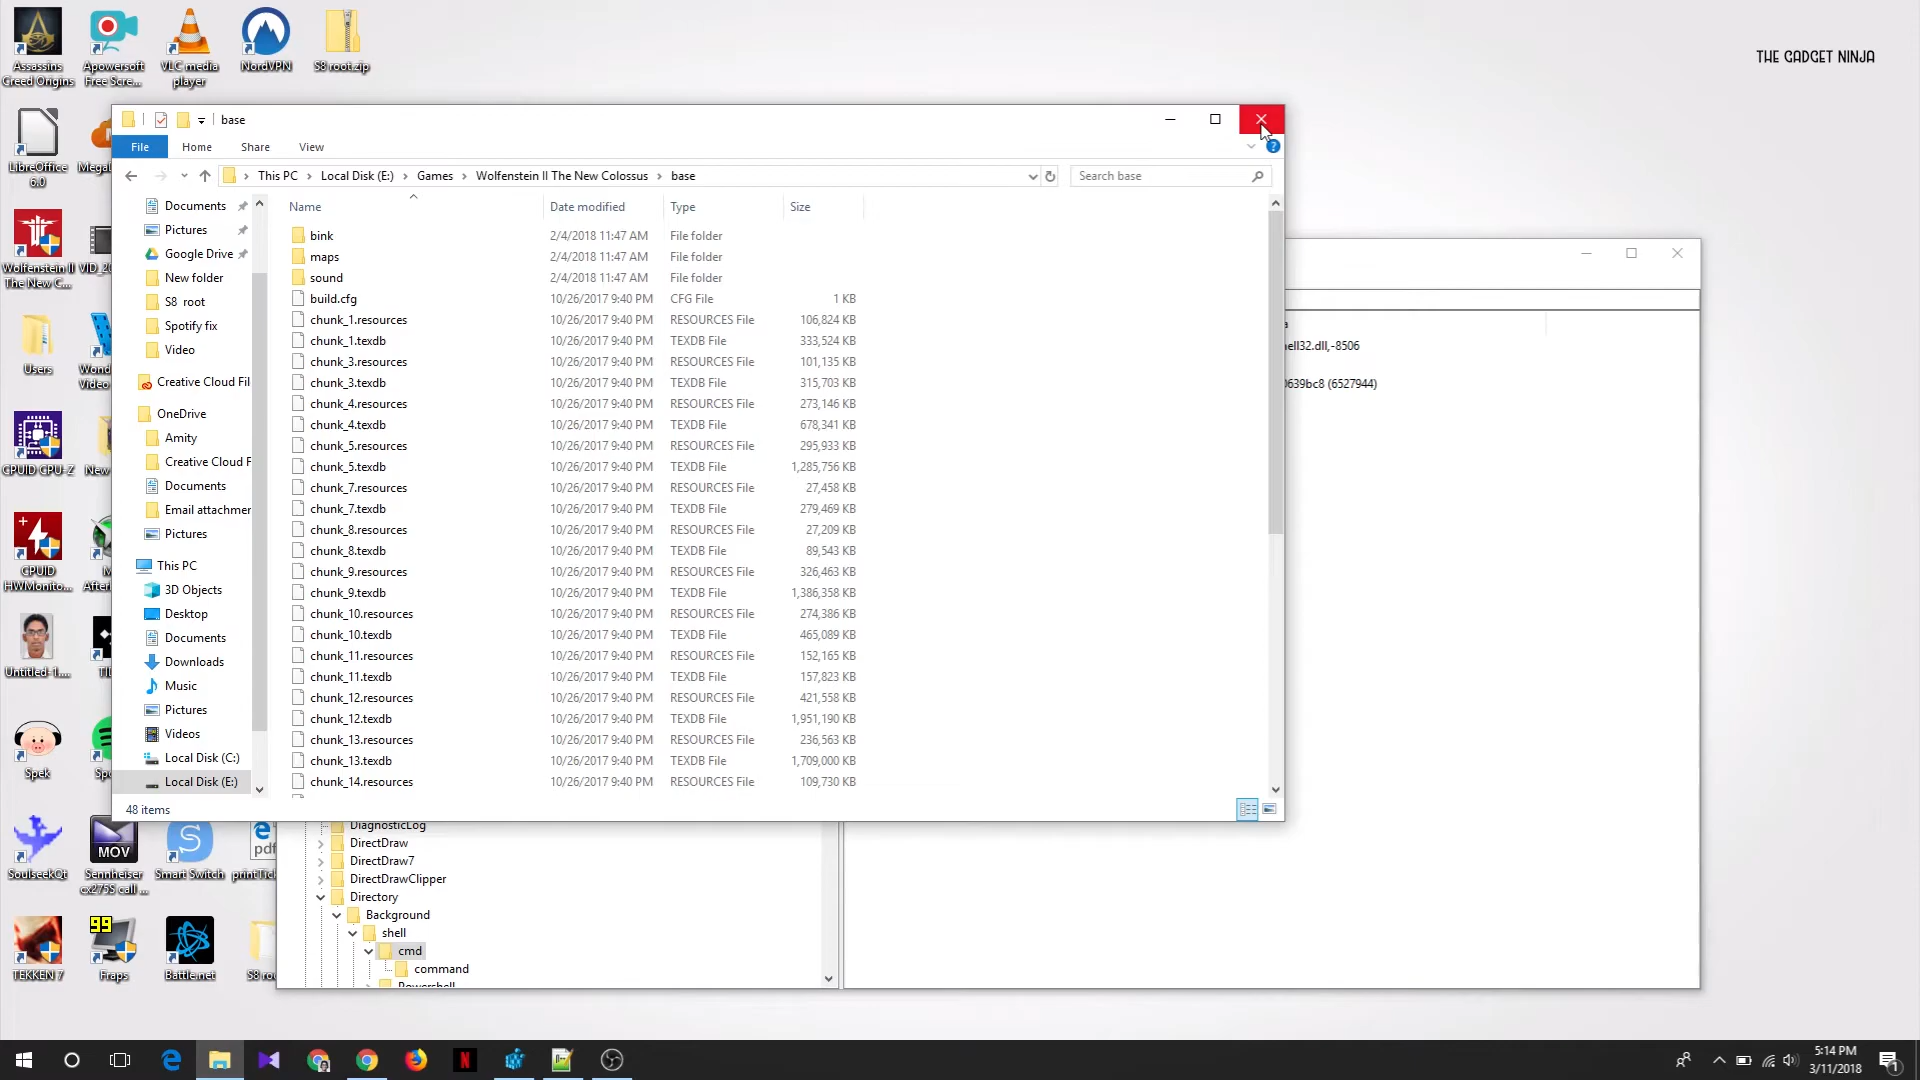 THE GADGET NINJA
Assassins
Creed Origins
Apowersoft
Free Scre...
VLC media
player
NordVPN
S8 root.zip
base
File
Home
Share
View
This PC
Local Disk (E:)
Games
Wolfenstein II The New Colossus
base
Search base
Name
Date modified
Type
Size
bink 2/4/2018 11:47 AM File folder
maps 2/4/2018 11:47 AM File folder
sound 2/4/2018 11:47 AM File folder
build.cfg 10/26/2017 9:40 PM CFG File 1 KB
chunk_1.resources 10/26/2017 9:40 PM RESOURCES File 106,824 KB
chunk_1.texdb 10/26/2017 9:40 PM TEXDB File 333,524 KB
chunk_3.resources 10/26/2017 9:40 PM RESOURCES File 101,135 KB
chunk_3.texdb 10/26/2017 9:40 PM TEXDB File 315,703 KB
chunk_4.resources 10/26/2017 9:40 PM RESOURCES File 273,146 KB
chunk_4.texdb 10/26/2017 9:40 PM TEXDB File 678,341 KB
chunk_5.resources 10/26/2017 9:40 PM RESOURCES File 295,933 KB
chunk_5.texdb 10/26/2017 9:40 PM TEXDB File 1,285,756 KB
chunk_7.resources 10/26/2017 9:40 PM RESOURCES File 27,458 KB
chunk_7.texdb 10/26/2017 9:40 PM TEXDB File 279,469 KB
chunk_8.resources 10/26/2017 9:40 PM RESOURCES File 27,209 KB
chunk_8.texdb 10/26/2017 9:40 PM TEXDB File 89,543 KB
chunk_9.resources 10/26/2017 9:40 PM RESOURCES File 326,463 KB
chunk_9.texdb 10/26/2017 9:40 PM TEXDB File 1,386,358 KB
chunk_10.resources 10/26/2017 9:40 PM RESOURCES File 274,386 KB
chunk_10.texdb 10/26/2017 9:40 PM TEXDB File 465,089 KB
chunk_11.resources 10/26/2017 9:40 PM RESOURCES File 152,165 KB
chunk_11.texdb 10/26/2017 9:40 PM TEXDB File 157,823 KB
chunk_12.resources 10/26/2017 9:40 PM RESOURCES File 421,558 KB
chunk_12.texdb 10/26/2017 9:40 PM TEXDB File 1,951,190 KB
chunk_13.resources 10/26/2017 9:40 PM RESOURCES File 236,563 KB
chunk_13.texdb 10/26/2017 9:40 PM TEXDB File 1,709,000 KB
chunk_14.resources 10/26/2017 9:40 PM RESOURCES File 109,730 KB
Documents
Pictures
Google Drive
New folder
S8 root
Spotify fix
Video
Creative Cloud Fil
OneDrive
Amity
Creative Cloud F
Documents
Email attachmer
Pictures
This PC
3D Objects
Desktop
Documents
Downloads
Music
Pictures
Videos
Local Disk (C:)
Local Disk (E:)
48 items
LibreOffice
6.0
Mega
Wolfenstein II
The New C...
VID_20
Users
Wond
Video
CPUID CPU-Z
New
CPUID
HWMonito...
M
After
Untitled-1....
TI
Spek
Sp
SoulseekQt
MOV
Sennheiser
cx275S call ...
Smart Switch
pdf
printTic
TEKKEN 7
99
Fraps
Battle.net
S8 ro
ell32.dll,-8506
0639bc8 (6527944)
DiagnosticLog
DirectDraw
DirectDraw7
DirectDrawClipper
Directory
Background
shell
cmd
command
Powershell
5:14 PM
3/11/2018
1